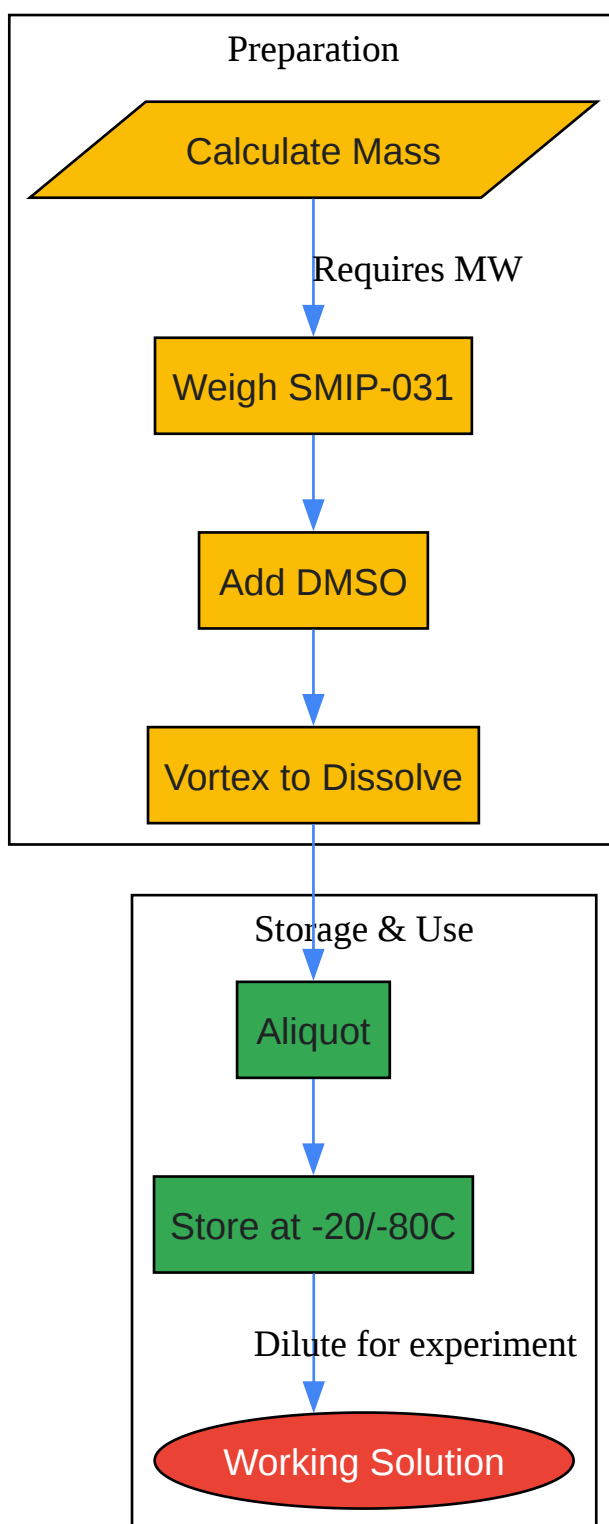 Preparation
Calculate Mass
Requires MW
Weigh SMIP-031
Add DMSO
Vortex to Dissolve
Storage & Use
Aliquot
Store at -20/-80C
Dilute for experiment
Working Solution